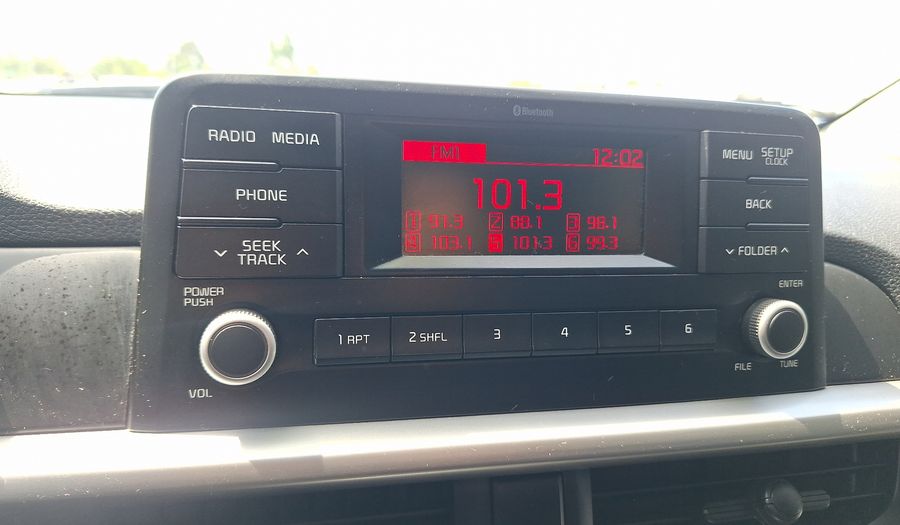 Bluetooth
RADIO MEDIA
PHONE
SEEK
TRACK
POWER
PUSH
VOL
FM1 12:02
101.3
1 91.3 2 88.1 3 96.1
4 103.1 5 101.3 6 99.3
MENU SETUP
CLOCK
BACK
FOLDER
ENTER
FILE TUNE
1 RPT 2 SHFL 3 4 5 6